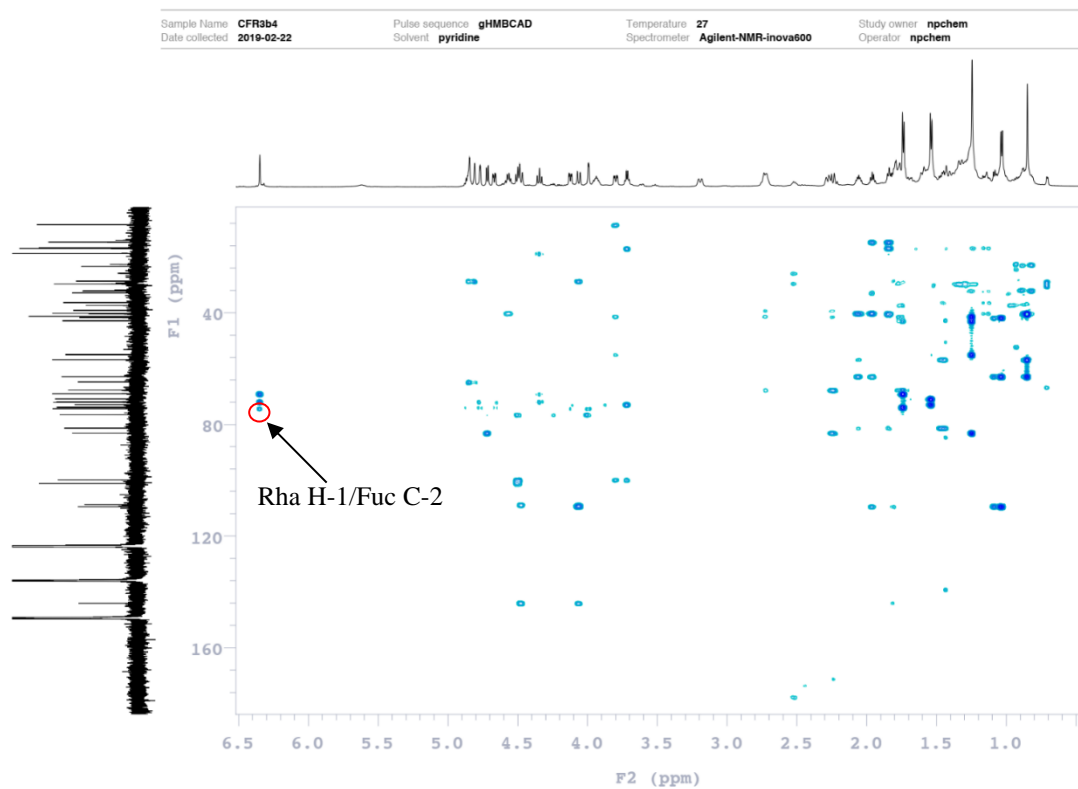 Sample Name CFR3b4 Pulse sequence gHMBCAD Temperature 27 Study owner npchem
Date collected 2019-02-22 Solvent pyridine Spectrometer Agilent-NMR-inova600 Operator npchem
F1 (ppm)
40
80
120
160
Rha H-1/Fuc C-2
6.5 6.0 5.5 5.0 4.5 4.0 3.5 3.0 2.5 2.0 1.5 1.0
F2 (ppm)